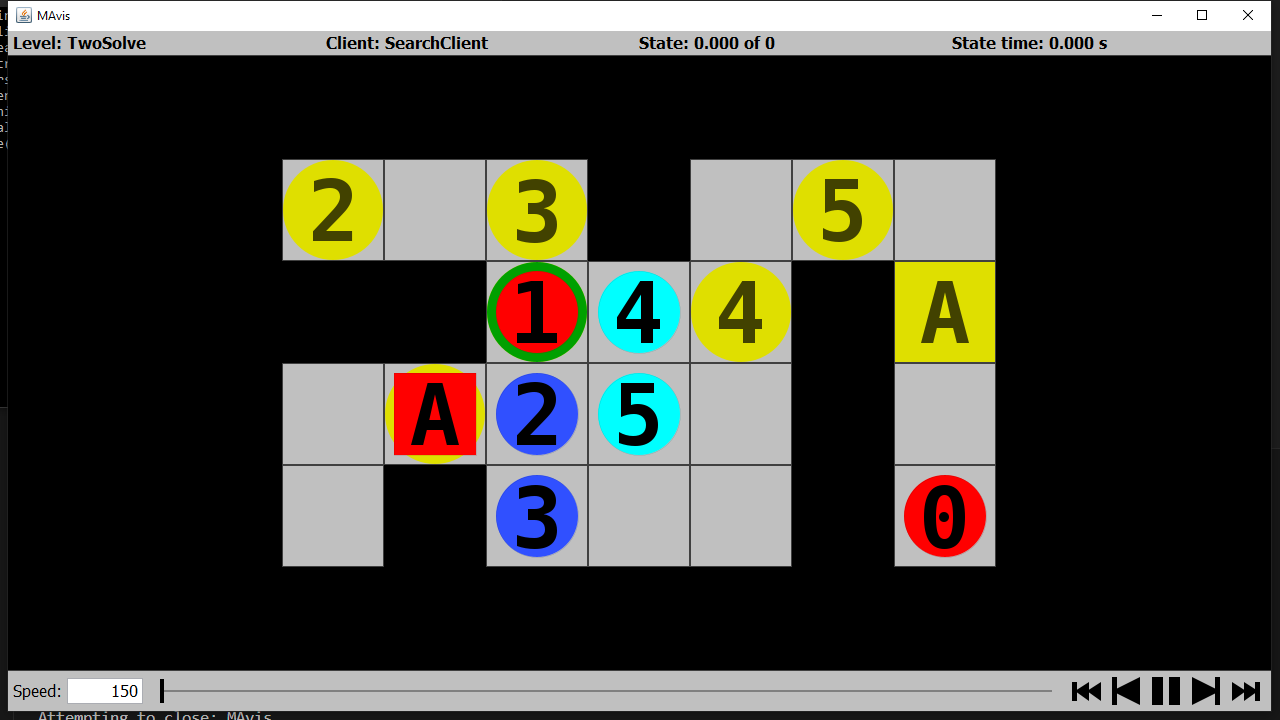 MAvis
Level: TwoSolve Client: SearchClient State: 0.000 of 0 State time: 0.000 s
2 3 5
1 4 4 A
A 2 5
3 0
Speed: 150
Attempting to close: MAvis